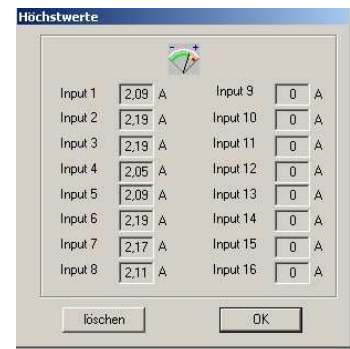 Höchstwerte
- +
Input 1 2,09 A Input 9 0 A
Input 2 2,19 A Input 10 0 A
Input 3 2,19 A Input 11 0 A
Input 4 2,05 A Input 12 0 A
Input 5 2,09 A Input 13 0 A
Input 6 2,19 A Input 14 0 A
Input 7 2,17 A Input 15 0 A
Input 8 2,11 A Input 16 0 A
löschen OK